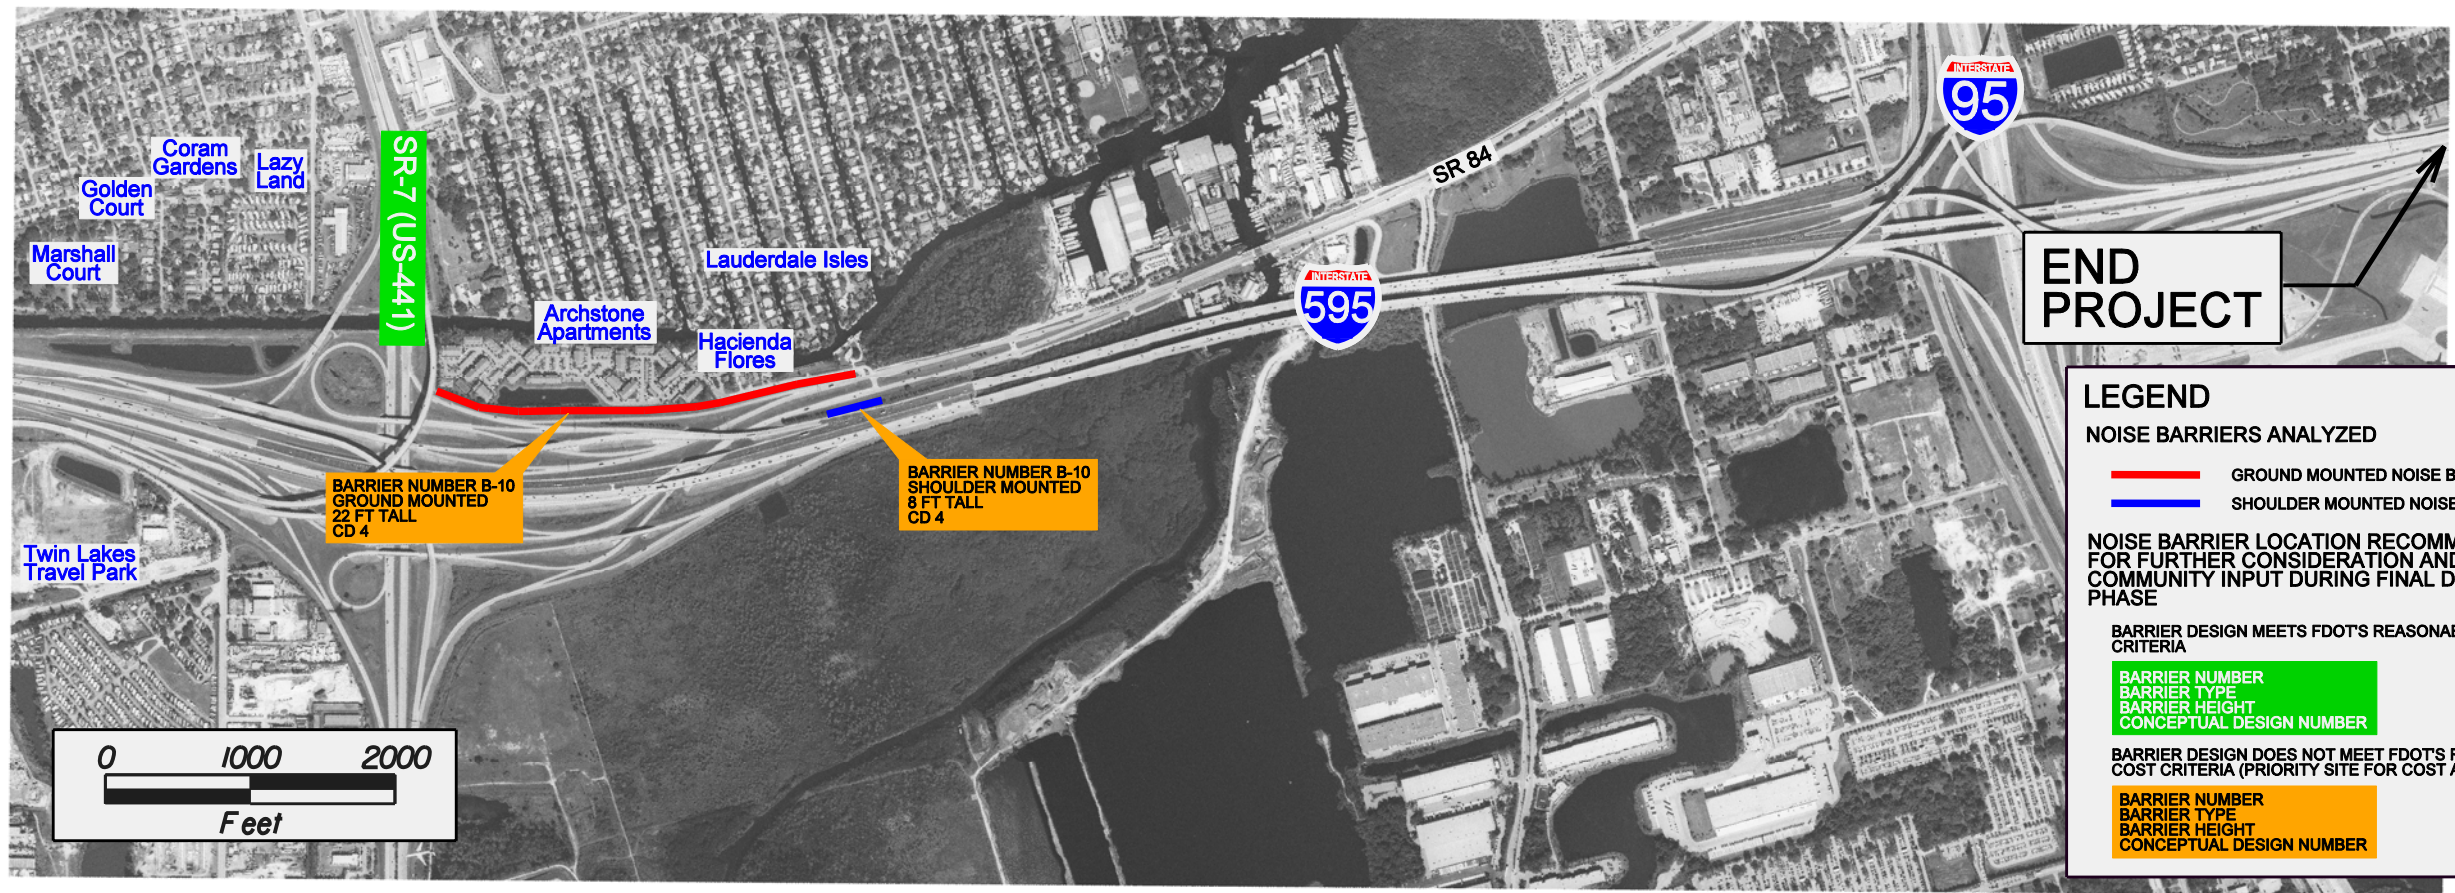 INTERSTATE
95
Coram
Gardens
Lazy
Land
SR-7 (US-441)
SR 84
Golden
Court
Marshall
Court
Lauderdale Isles
INTERSTATE
595
END
PROJECT
Archstone
Apartments
Hacienda
Flores
BARRIER NUMBER B-10
GROUND MOUNTED
22 FT TALL
CD 4
BARRIER NUMBER B-10
SHOULDER MOUNTED
8 FT TALL
CD 4
Twin Lakes
Travel Park
0 1000 2000
Feet
LEGEND
NOISE BARRIERS ANALYZED
GROUND MOUNTED NOISE B
SHOULDER MOUNTED NOISE
NOISE BARRIER LOCATION RECOMM
FOR FURTHER CONSIDERATION AND
COMMUNITY INPUT DURING FINAL D
PHASE
BARRIER DESIGN MEETS FDOT'S REASONAB
CRITERIA
BARRIER NUMBER
BARRIER TYPE
BARRIER HEIGHT
CONCEPTUAL DESIGN NUMBER
BARRIER DESIGN DOES NOT MEET FDOT'S R
COST CRITERIA (PRIORITY SITE FOR COST A
BARRIER NUMBER
BARRIER TYPE
BARRIER HEIGHT
CONCEPTUAL DESIGN NUMBER